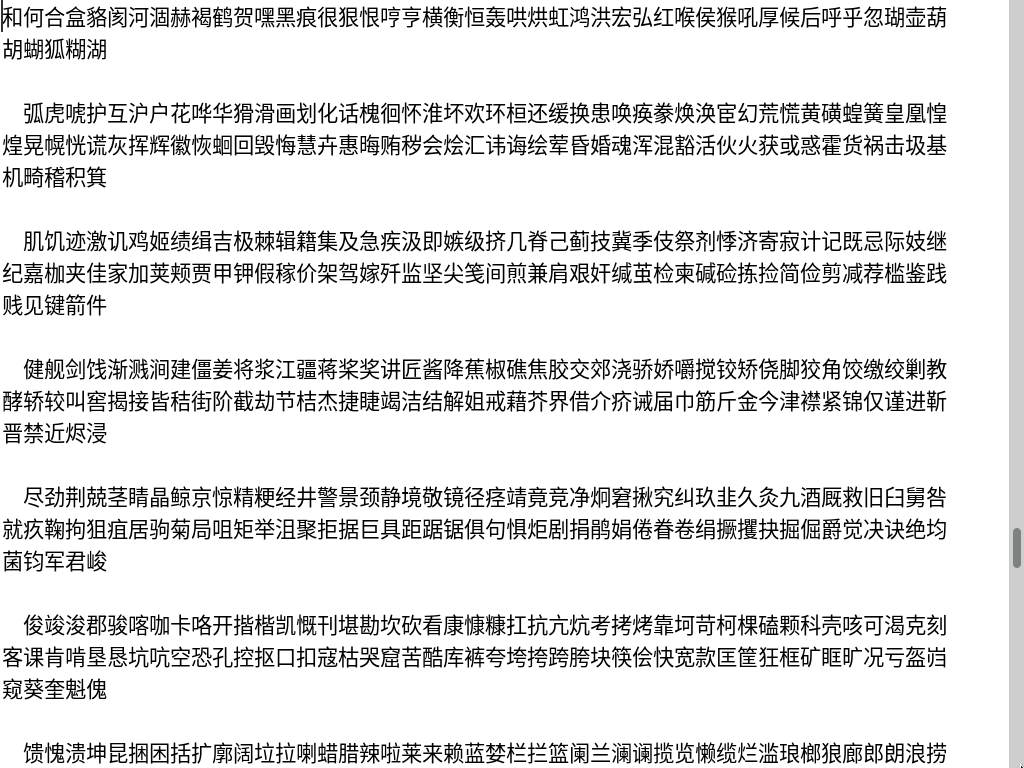 和何合盒貉阂河涸赫褐鹤贺嘿黑痕很狠恨哼亨横衡恒轰哄烘虹鸿洪宏弘红喉侯猴吼厚候后呼乎忽瑚壶葫
胡蝴狐糊湖
弧虎唬护互沪户花哗华猾滑画划化话槐徊怀淮坏欢环桓还缓换患唤痪豢焕涣宦幻荒慌黄磺蝗簧皇凰惶
煌晃幌恍谎灰挥辉徽恢蛔回毁悔慧卉惠晦贿秽会烩汇讳诲绘荤昏婚魂浑混豁活伙火获或惑霍货祸击圾基
机畸稽积箕
肌饥迹激讥鸡姬绩缉吉极棘辑籍集及急疾汲即嫉级挤几脊己蓟技冀季伎祭剂悸济寄寂计记既忌际妓继
纪嘉枷夹佳家加荚颊贾甲钾假稼价架驾嫁歼监坚尖笺间煎兼肩艰奸缄茧检柬碱硷拣捡简俭剪减荐槛鉴践
贱见键箭件
健舰剑饯渐溅涧建僵姜将浆江疆蒋桨奖讲匠酱降蕉椒礁焦胶交郊浇骄娇嚼搅铰矫侥脚狡角饺缴绞剿教
酵轿较叫窖揭接皆秸街阶截劫节桔杰捷睫竭洁结解姐戒藉芥界借介疥诫届巾筋斤金今津襟紧锦仅谨进靳
晋禁近烬浸
尽劲荆兢茎睛晶鲸京惊精粳经井警景颈静境敬镜径痉靖竟竞净炯窘揪究纠玖韭久灸九酒厩救旧臼舅咎
就疚鞠拘狙疽居驹菊局咀矩举沮聚拒据巨具距踞锯俱句惧炬剧捐鹃娟倦眷卷绢撅攫抉掘倔爵觉决诀绝均
菌钧军君峻
俊竣浚郡骏喀咖卡咯开揩楷凯慨刊堪勘坎砍看康慷糠扛抗亢炕考拷烤靠坷苛柯棵磕颗科壳咳可渴克刻
客课肯啃垦恳坑吭空恐孔控抠口扣寇枯哭窟苦酷库裤夸垮挎跨胯块筷侩快宽款匡筐狂框矿眶旷况亏盔岿
窥葵奎魁傀
馈愧溃坤昆捆困括扩廓阔垃拉喇蜡腊辣啦莱来赖蓝婪栏拦篮阑兰澜谰揽览懒缆烂滥琅榔狼廊郎朗浪捞